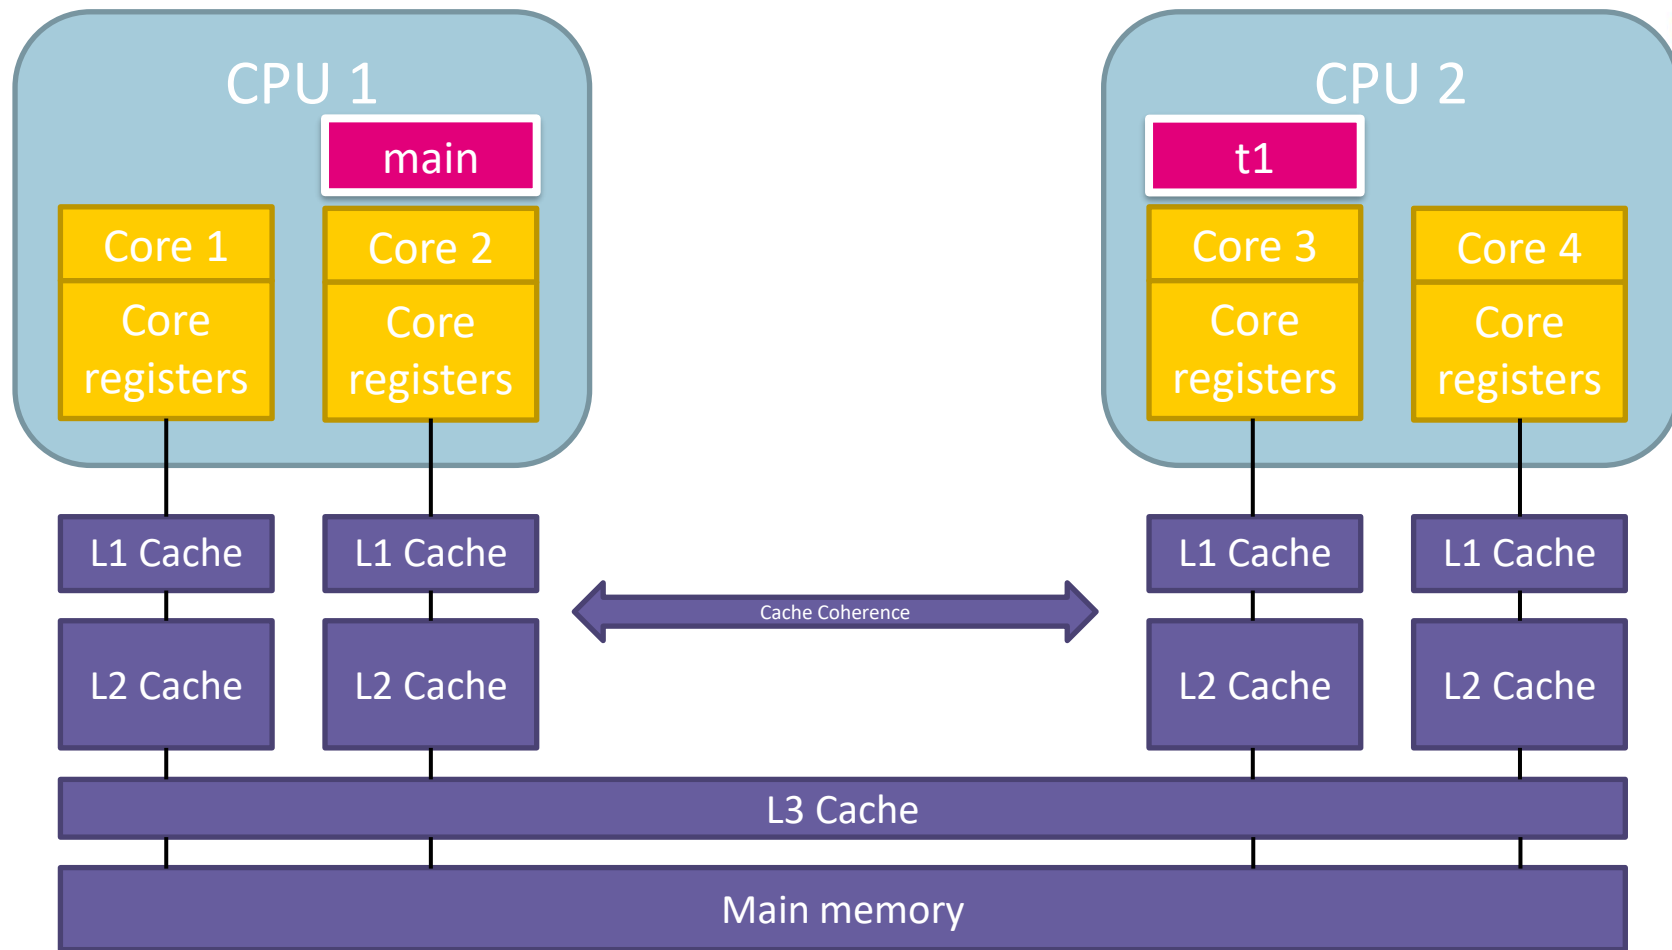 CPU 1
CPU 2
main
t1
Core 1
Core 2
Core 3
Core 4
Core
registers
Core
registers
Core
registers
Core
registers
L1 Cache
L1 Cache
L1 Cache
L1 Cache
Cache Coherence
L2 Cache
L2 Cache
L2 Cache
L2 Cache
L3 Cache
Main memory